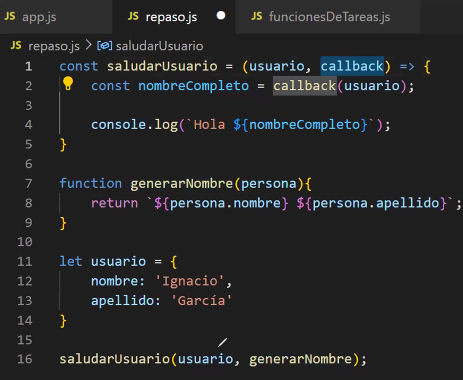 JS app.js JS repaso.js JS funcionesDeTareas.js
JS repaso.js > saludarUsuario
1 const saludarUsuario = (usuario, callback) => {
2     const nombreCompleto = callback(usuario);
3
4     console.log(`Hola ${nombreCompleto}`);
5 }
6
7 function generarNombre(persona){
8     return `${persona.nombre} ${persona.apellido}`;
9 }
10
11 let usuario = {
12     nombre: 'Ignacio',
13     apellido: 'García'
14 }
15
16 saludarUsuario(usuario, generarNombre);